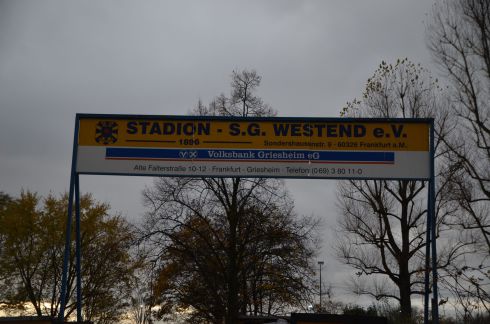 STADION - S.G. WESTEND e.V.
1896
Sondershausenstr. 9 - 60326 FRANKFURT a.M.
Volksbank Griesheim eG
Alte Falterstraße 10-12 · Frankfurt - Griesheim · Telefon (069) 3 80 11-0